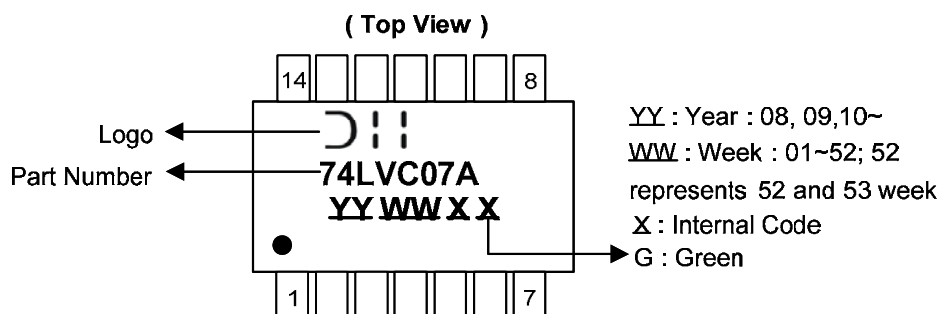 ( Top View )
14 8
Logo
Part Number
74LVC07A
YY WW X X
1 7
YY : Year : 08, 09,10~
WW : Week : 01~52; 52
represents 52 and 53 week
X : Internal Code
G : Green